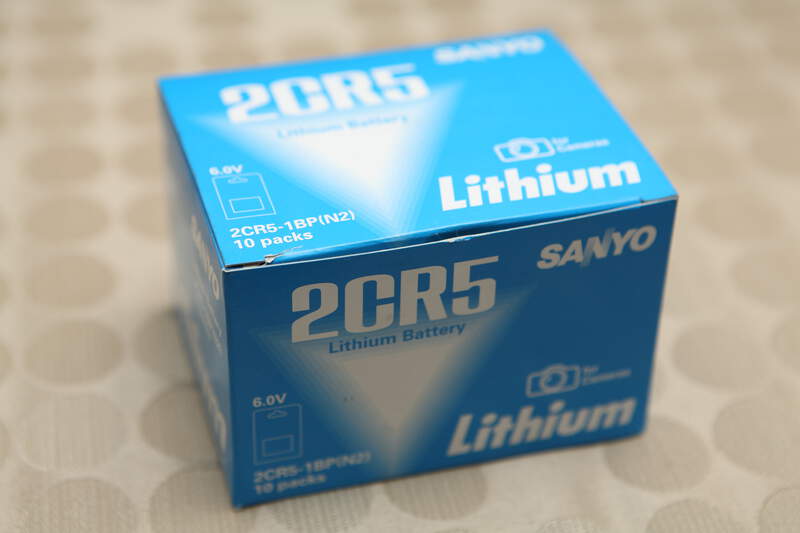 SANYO
2CR5
Lithium Battery
for
Cameras
6.0V
Lithium
2CR5-1BP(N2)
10 packs
SANYO
2CR5
Lithium Battery
for
Cameras
6.0V
Lithium
2CR5-1BP(N2)
10 packs
SANYO